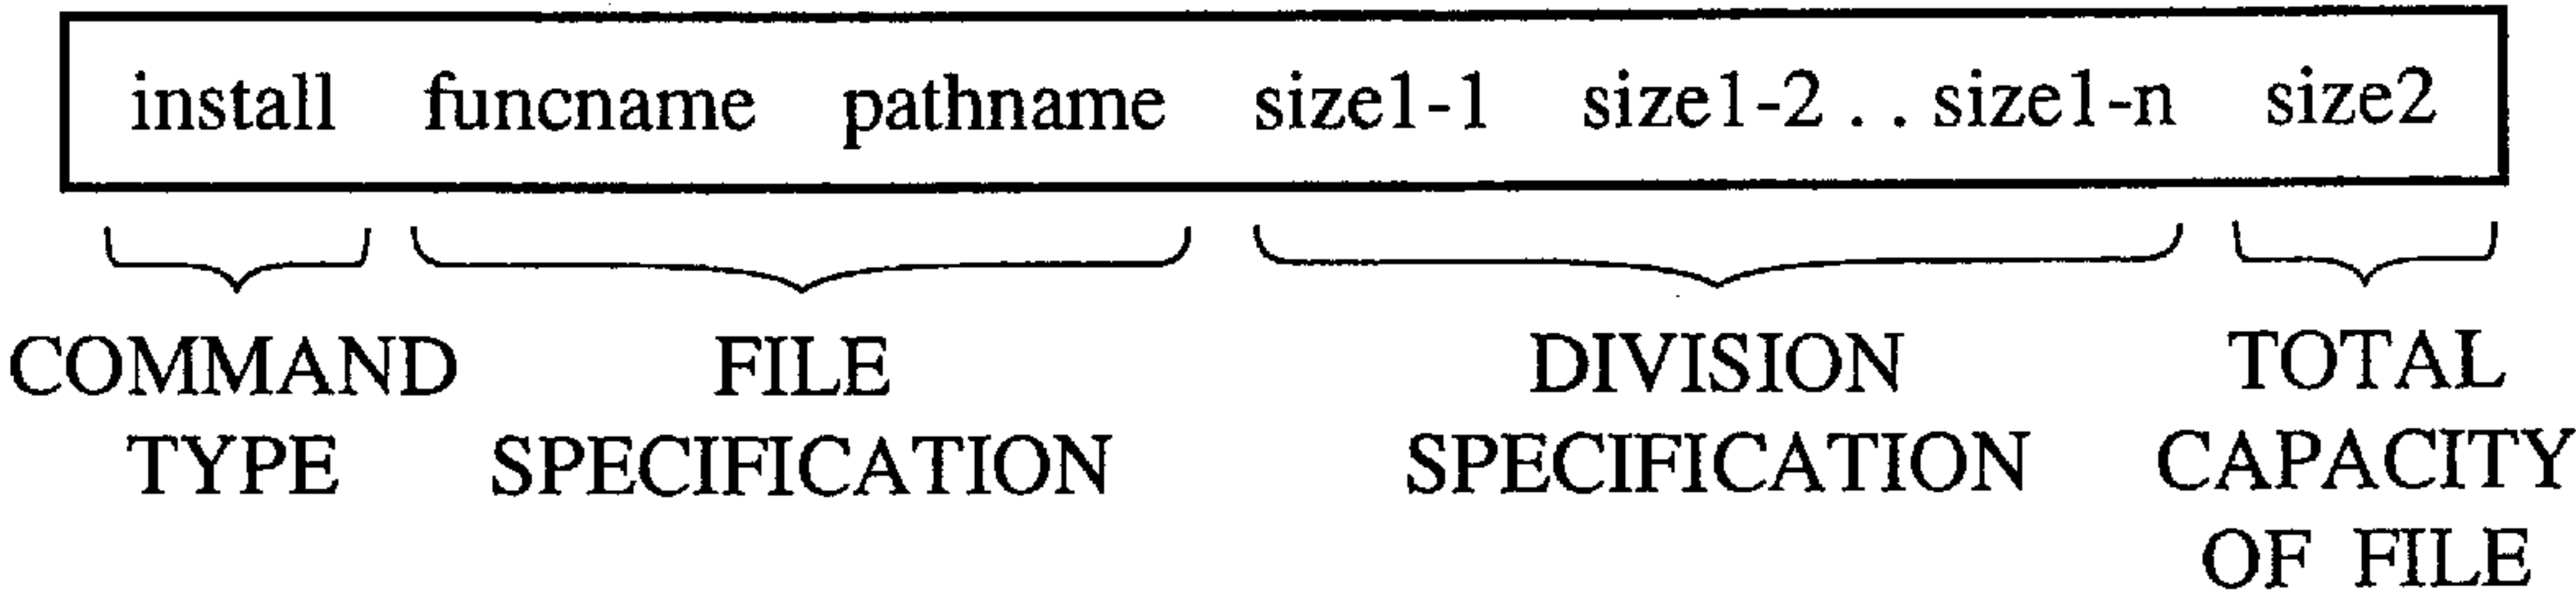 install funcname pathname size1-1 size1-2 . . size1-n size2
COMMAND TYPE
FILE SPECIFICATION
DIVISION SPECIFICATION
TOTAL CAPACITY OF FILE